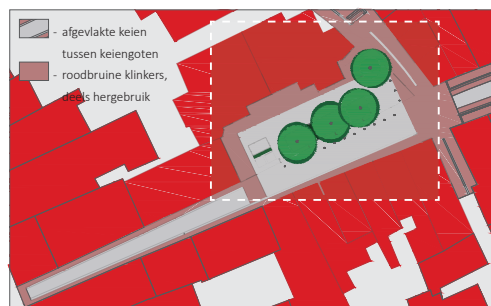 - afgevlakte keien
tussen keiengoten
- roodbruine klinkers,
deels hergebruik